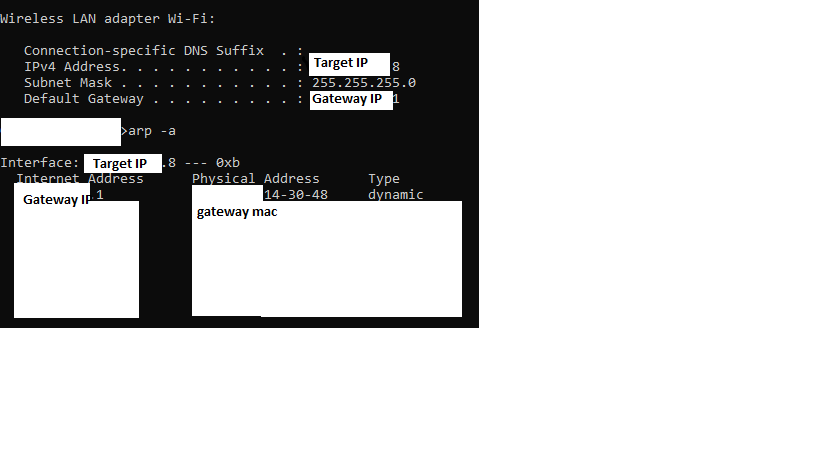 Wireless LAN adapter Wi-Fi:
Connection-specific DNS Suffix . :
IPv4 Address. . . . . . . . . . . : Target IP 8
Subnet Mask . . . . . . . . . . . : 255.255.255.0
Default Gateway . . . . . . . . . : Gateway IP 1
>arp -a
Interface: Target IP .8 --- 0xb
Internet Address Physical Address Type
Gateway IP .1 14-30-48 dynamic
gateway mac